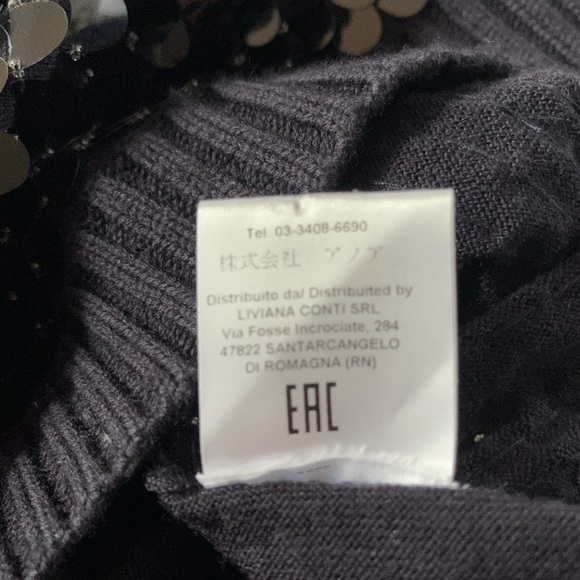 Tel. 03-3408-6690
株式会社 アノア
Distribuito da/ Distributed by
LIVIANA CONTI SRL
Via Fosse Incrociate, 284
47822 SANTARCANGELO
DI ROMAGNA (RN)
EAC